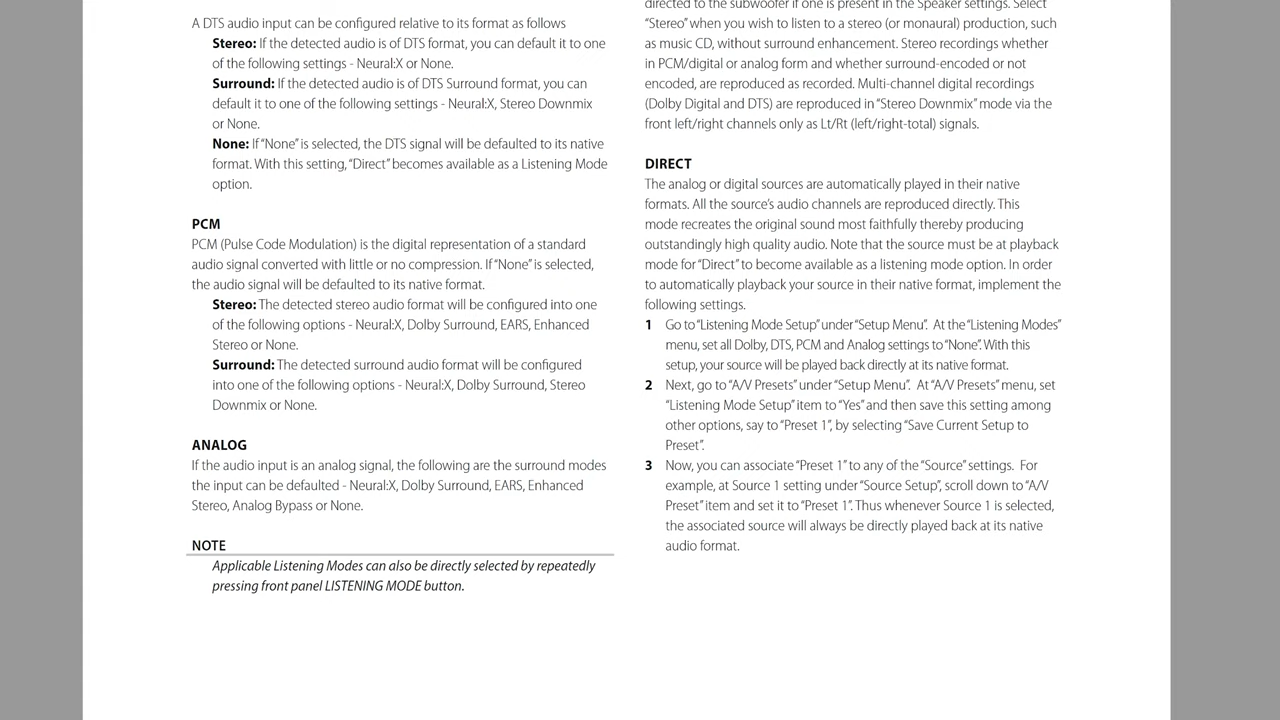 A DTS audio input can be configured relative to its format as follows
Stereo: If the detected audio is of DTS format, you can default it to one
of the following settings - Neural:X or None.
Surround: If the detected audio is of DTS Surround format, you can
default it to one of the following settings - Neural:X, Stereo Downmix
or None.
None: If “None” is selected, the DTS signal will be defaulted to its native
format. With this setting, “Direct” becomes available as a Listening Mode
option.
PCM
PCM (Pulse Code Modulation) is the digital representation of a standard
audio signal converted with little or no compression. If “None” is selected,
the audio signal will be defaulted to its native format.
Stereo: The detected stereo audio format will be configured into one
of the following options - Neural:X, Dolby Surround, EARS, Enhanced
Stereo or None.
Surround: The detected surround audio format will be configured
into one of the following options - Neural:X, Dolby Surround, Stereo
Downmix or None.
ANALOG
If the audio input is an analog signal, the following are the surround modes
the input can be defaulted - Neural:X, Dolby Surround, EARS, Enhanced
Stereo, Analog Bypass or None.
NOTE
Applicable Listening Modes can also be directly selected by repeatedly
pressing front panel LISTENING MODE button.
directed to the subwoofer if one is present in the Speaker settings. Select
“Stereo” when you wish to listen to a stereo (or monaural) production, such
as music CD, without surround enhancement. Stereo recordings whether
in PCM/digital or analog form and whether surround-encoded or not
encoded, are reproduced as recorded. Multi-channel digital recordings
(Dolby Digital and DTS) are reproduced in “Stereo Downmix” mode via the
front left/right channels only as Lt/Rt (left/right-total) signals.
DIRECT
The analog or digital sources are automatically played in their native
formats. All the source’s audio channels are reproduced directly. This
mode recreates the original sound most faithfully thereby producing
outstandingly high quality audio. Note that the source must be at playback
mode for “Direct” to become available as a listening mode option. In order
to automatically playback your source in their native format, implement the
following settings.
1 Go to “Listening Mode Setup” under “Setup Menu”. At the “Listening Modes”
menu, set all Dolby, DTS, PCM and Analog settings to “None”. With this
setup, your source will be played back directly at its native format.
2 Next, go to “A/V Presets” under “Setup Menu”. At “A/V Presets” menu, set
“Listening Mode Setup” item to “Yes” and then save this setting among
other options, say to “Preset 1”, by selecting “Save Current Setup to
Preset”.
3 Now, you can associate “Preset 1” to any of the “Source” settings. For
example, at Source 1 setting under “Source Setup”, scroll down to “A/V
Preset” item and set it to “Preset 1”. Thus whenever Source 1 is selected,
the associated source will always be directly played back at its native
audio format.